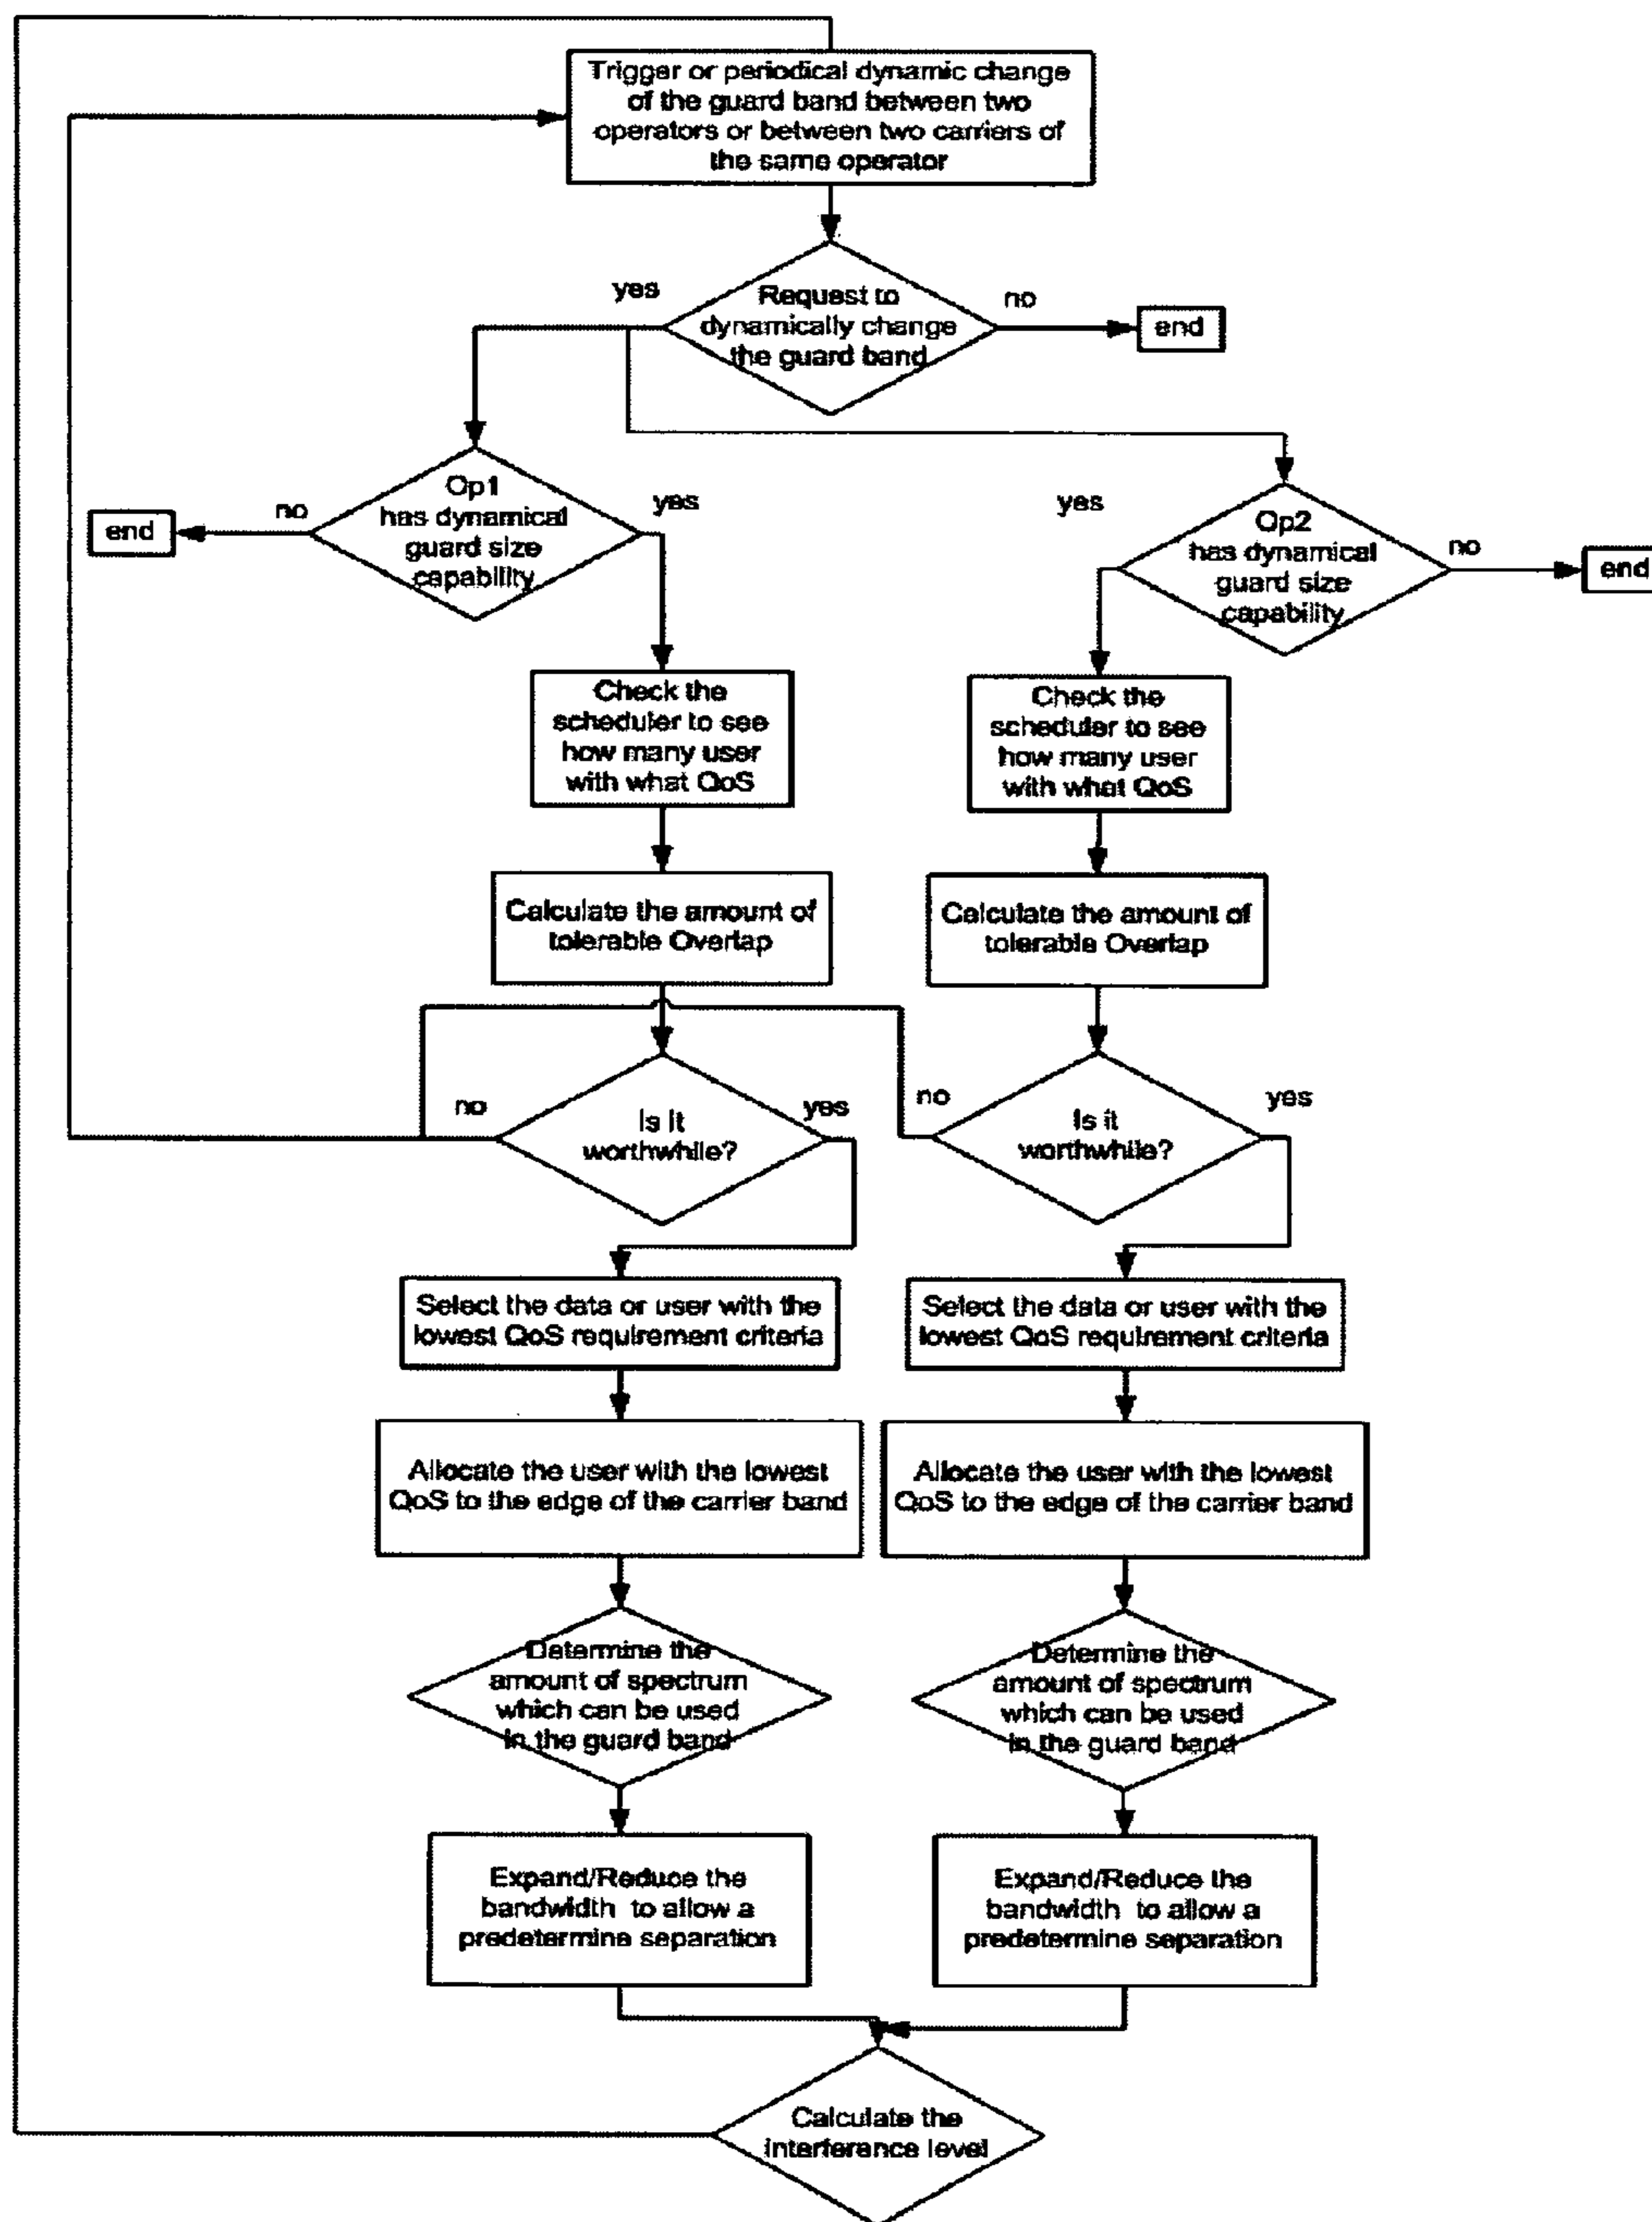 Trigger or periodical dynamic change
of the guard band between two
operators or between two carriers of
the same operator
yes
Request to
dynamically change
the guard band
no
end
Op1
has dynamical
guard size
capability
no
end
yes
yes
Op2
has dynamical
guard size
capability
no
end
Check the
scheduler to see
how many user
with what QoS
Check the
scheduler to see
how many user
with what QoS
Calculate the amount of
tolerable Overlap
Calculate the amount of
tolerable Overlap
no
Is it
worthwhile?
yes
no
Is it
worthwhile?
yes
Select the data or user with the
lowest QoS requirement criteria
Select the data or user with the
lowest QoS requirement criteria
Allocate the user with the lowest
QoS to the edge of the carrier band
Allocate the user with the lowest
QoS to the edge of the carrier band
Determine the
amount of spectrum
which can be used
in the guard band
Determine the
amount of spectrum
which can be used
in the guard band
Expand/Reduce the
bandwidth to allow a
predetermine separation
Expand/Reduce the
bandwidth to allow a
predetermine separation
Calculate the
interference level